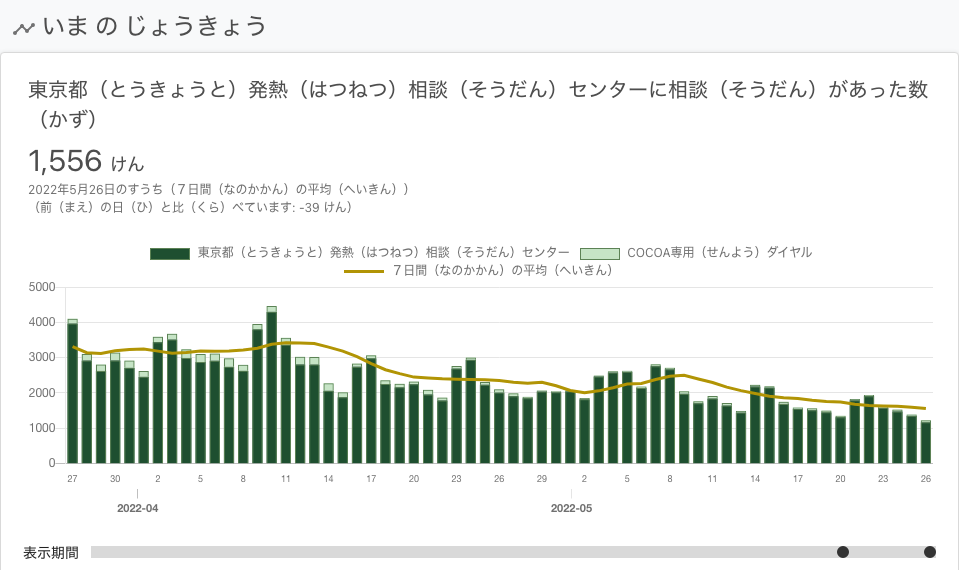 いま の じょうきょう
東京都（とうきょうと）発熱（はつねつ）相談（そうだん）センターに相談（そうだん）があった数
（かず）
1,556 けん
2022年5月26日のすうち（７日間（なのかかん）の平均（へいきん））
（前（まえ）の日（ひ）と比（くら）べています: -39 けん）
東京都（とうきょうと）発熱（はつねつ）相談（そうだん）センター COCOA専用（せんよう）ダイヤル
７日間（なのかかん）の平均（へいきん）
5000
4000
3000
2000
1000
0
27 30 2 5 8 11 14 17 20 23 26 29 2 5 8 11 14 17 20 23 26
2022-04 2022-05
表示期間